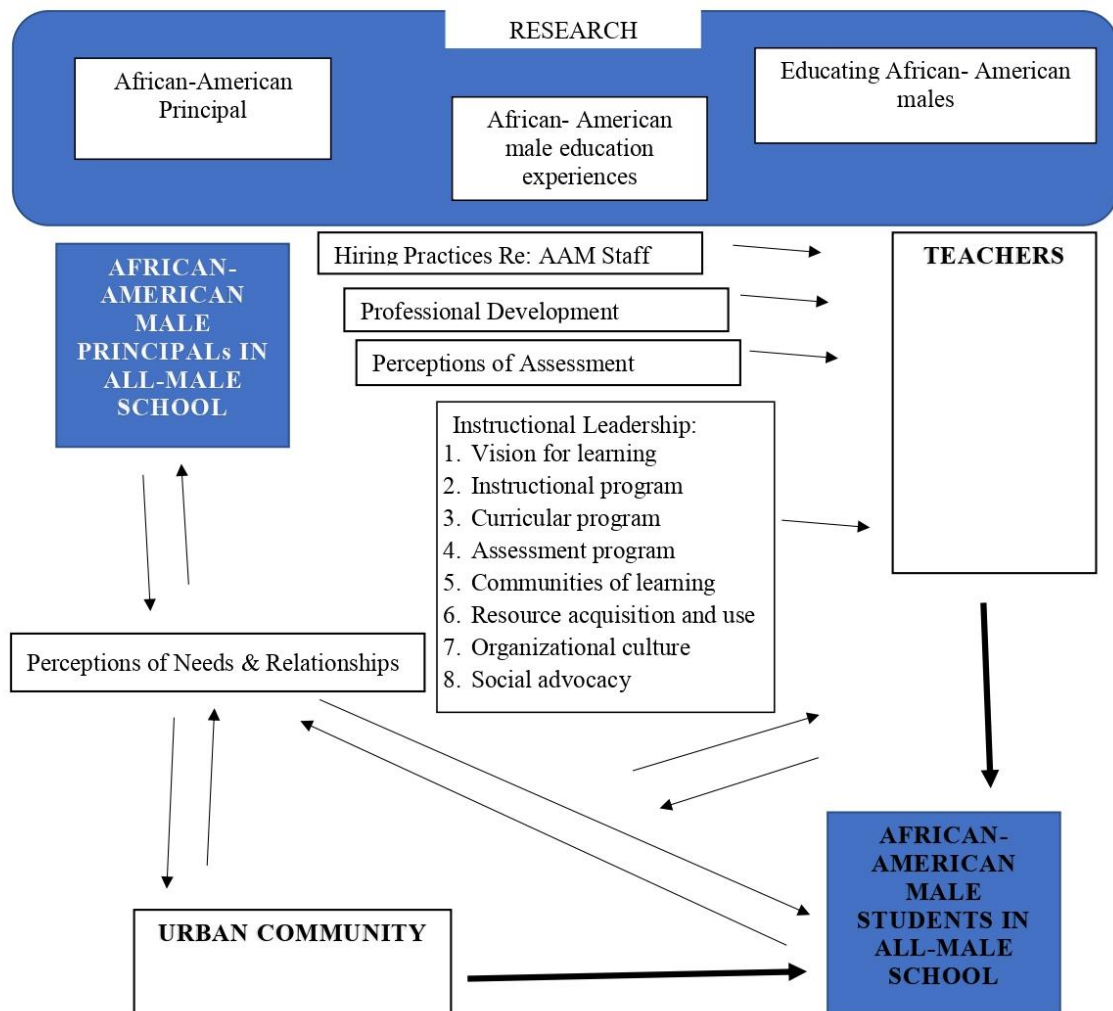 RESEARCH
African-American
Principal
African- American
male education
experiences
Educating African- American
males
AFRICAN-
AMERICAN
MALE
PRINCIPALs IN
ALL-MALE
SCHOOL
Hiring Practices Re: AAM Staff
Professional Development
Perceptions of Assessment
TEACHERS
Instructional Leadership:
1. Vision for learning
2. Instructional program
3. Curricular program
4. Assessment program
5. Communities of learning
6. Resource acquisition and use
7. Organizational culture
8. Social advocacy
Perceptions of Needs & Relationships
URBAN COMMUNITY
AFRICAN-
AMERICAN
MALE
STUDENTS IN
ALL-MALE
SCHOOL